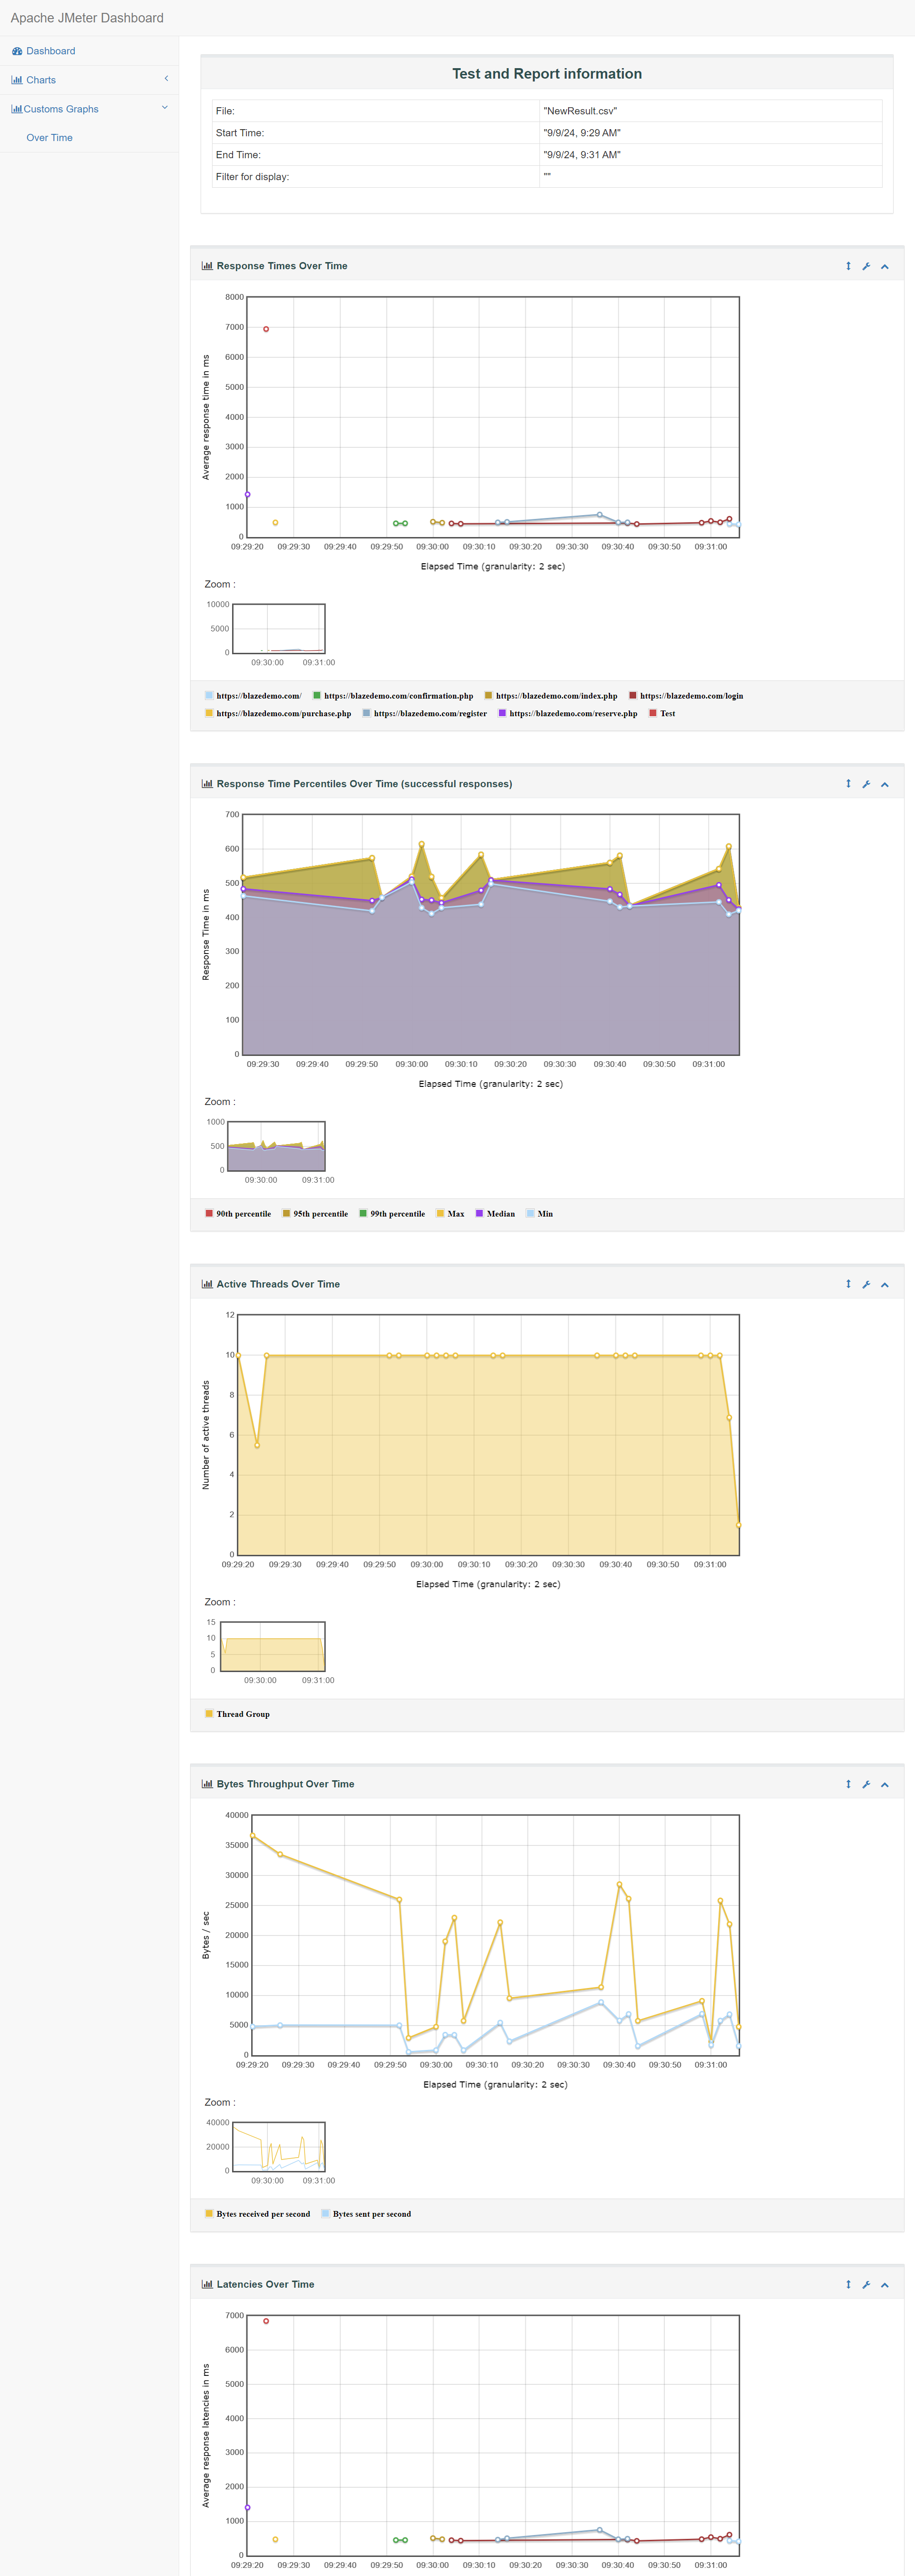 Apache JMeter Dashboard
Dashboard
Charts
Customs Graphs
Over Time
Test and Report information
File: "NewResult.csv"
Start Time: "9/9/24, 9:29 AM"
End Time: "9/9/24, 9:31 AM"
Filter for display: ""
Response Times Over Time
8000
7000
6000
5000
4000
3000
2000
1000
0
Average response time in ms
09:29:20 09:29:30 09:29:40 09:29:50 09:30:00 09:30:10 09:30:20 09:30:30 09:30:40 09:30:50 09:31:00
Elapsed Time (granularity: 2 sec)
Zoom :
10000
5000
0
09:30:00 09:31:00
https://blazedemo.com/ https://blazedemo.com/confirmation.php https://blazedemo.com/index.php https://blazedemo.com/login
https://blazedemo.com/purchase.php https://blazedemo.com/register https://blazedemo.com/reserve.php Test
Response Time Percentiles Over Time (successful responses)
700
600
500
400
300
200
100
0
Response Time in ms
09:29:30 09:29:40 09:29:50 09:30:00 09:30:10 09:30:20 09:30:30 09:30:40 09:30:50 09:31:00
Elapsed Time (granularity: 2 sec)
Zoom :
1000
500
0
09:30:00 09:31:00
90th percentile 95th percentile 99th percentile Max Median Min
Active Threads Over Time
12
10
8
6
4
2
0
Number of active threads
09:29:20 09:29:30 09:29:40 09:29:50 09:30:00 09:30:10 09:30:20 09:30:30 09:30:40 09:30:50 09:31:00
Elapsed Time (granularity: 2 sec)
Zoom :
15
10
5
0
09:30:00 09:31:00
Thread Group
Bytes Throughput Over Time
40000
35000
30000
25000
20000
15000
10000
5000
0
Bytes / sec
09:29:20 09:29:30 09:29:40 09:29:50 09:30:00 09:30:10 09:30:20 09:30:30 09:30:40 09:30:50 09:31:00
Elapsed Time (granularity: 2 sec)
Zoom :
40000
20000
0
09:30:00 09:31:00
Bytes received per second Bytes sent per second
Latencies Over Time
7000
6000
5000
4000
3000
2000
1000
0
Average response latencies in ms
09:29:20 09:29:30 09:29:40 09:29:50 09:30:00 09:30:10 09:30:20 09:30:30 09:30:40 09:30:50 09:31:00